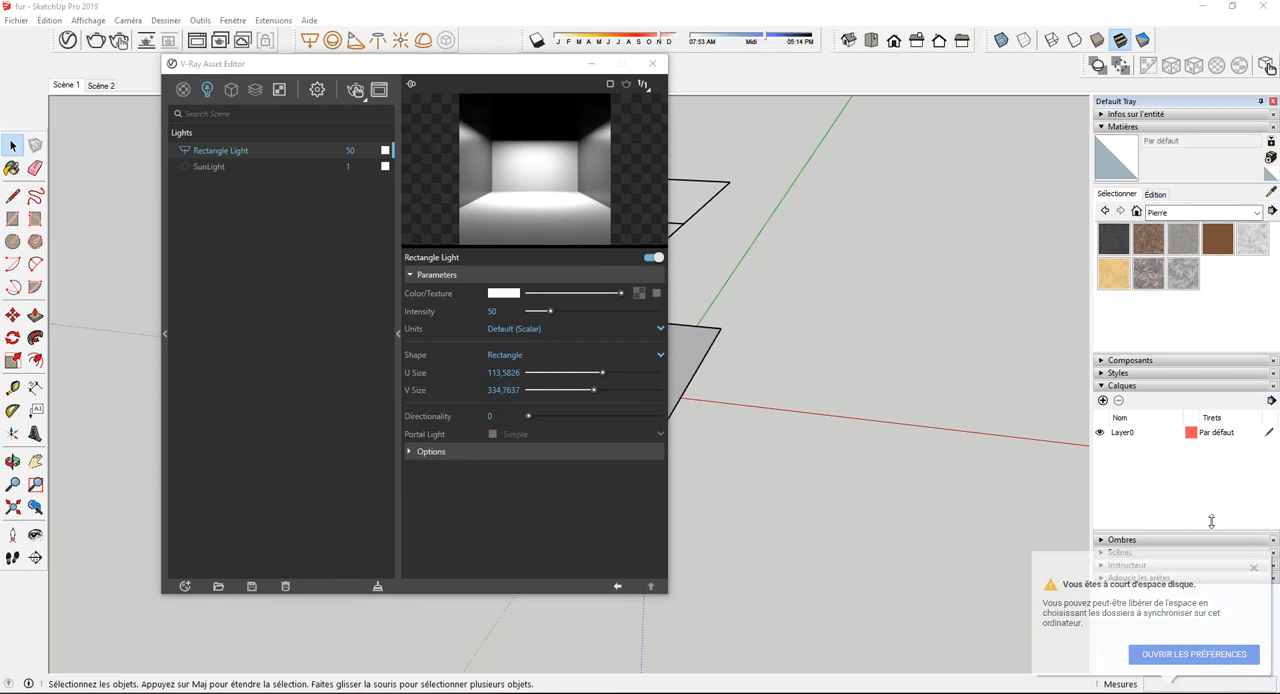 fur - SketchUp Pro 2019
Fichier Édition Affichage Caméra Dessiner Outils Fenêtre Extensions Aide
J F M A M J J A S O N D 07:53 AM Midi 05:14 PM
Scène 1 Scène 2
V-Ray Asset Editor
Search Scene
Lights
Rectangle Light 50
SunLight 1
1/1
Rectangle Light
Parameters
Color/Texture
Intensity 50
Units Default (Scalar)
Shape Rectangle
U Size 113,5826
V Size 334,7637
Directionality 0
Portal Light Simple
Options
Default Tray
Infos sur l'entité
Matières
Par défaut
Sélectionner Édition
Pierre
Composants
Styles
Calques
Nom Tirets
Layer0 Par défaut
Ombres
Scènes
Instructeur
Adoucir les arêtes
Vous êtes à court d'espace disque.
Vous pouvez peut-être libérer de l'espace en
choisissant les dossiers à synchroniser sur cet
ordinateur.
OUVRIR LES PRÉFÉRENCES
Sélectionnez les objets. Appuyez sur Maj pour étendre la sélection. Faites glisser la souris pour sélectionner plusieurs objets.
Mesures